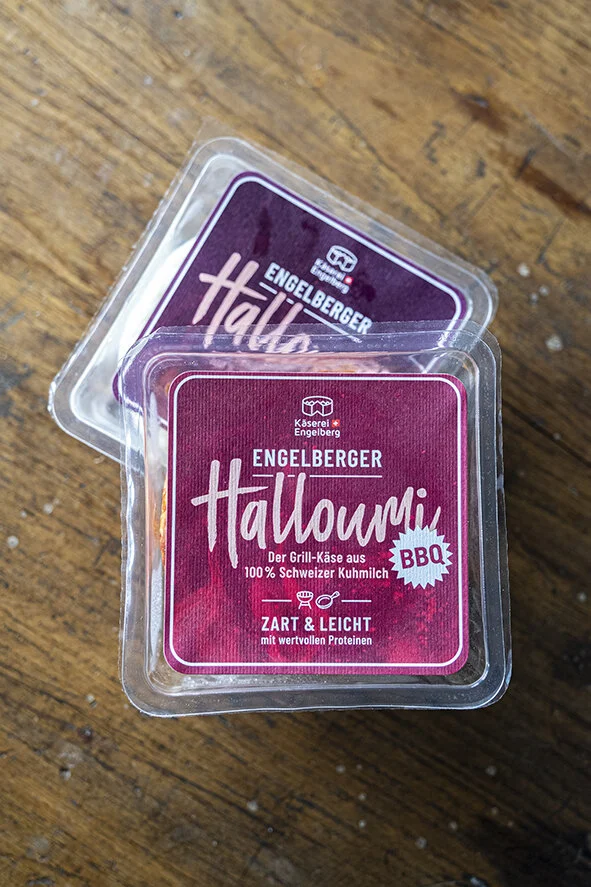 Käserei
Engelberg
ENGELBERGER
Hallo
Käserei
Engelberg
ENGELBERGER
Halloumi
BBQ
Der Grill-Käse aus
100% Schweizer Kuhmilch
ZART & LEICHT
mit wertvollen Proteinen